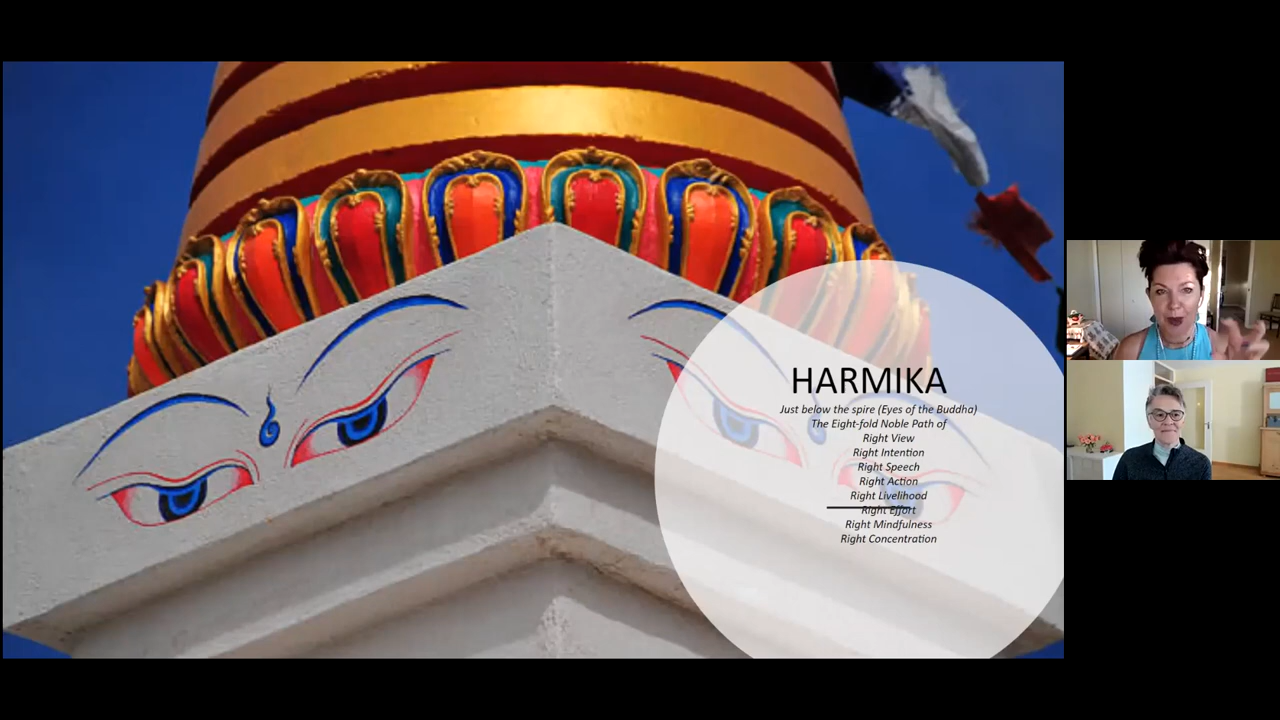 HARMIKA
Just below the spire (Eyes of the Buddha)
The Eight-fold Noble Path of
Right View
Right Intention
Right Speech
Right Action
Right Livelihood
Right Effort
Right Mindfulness
Right Concentration